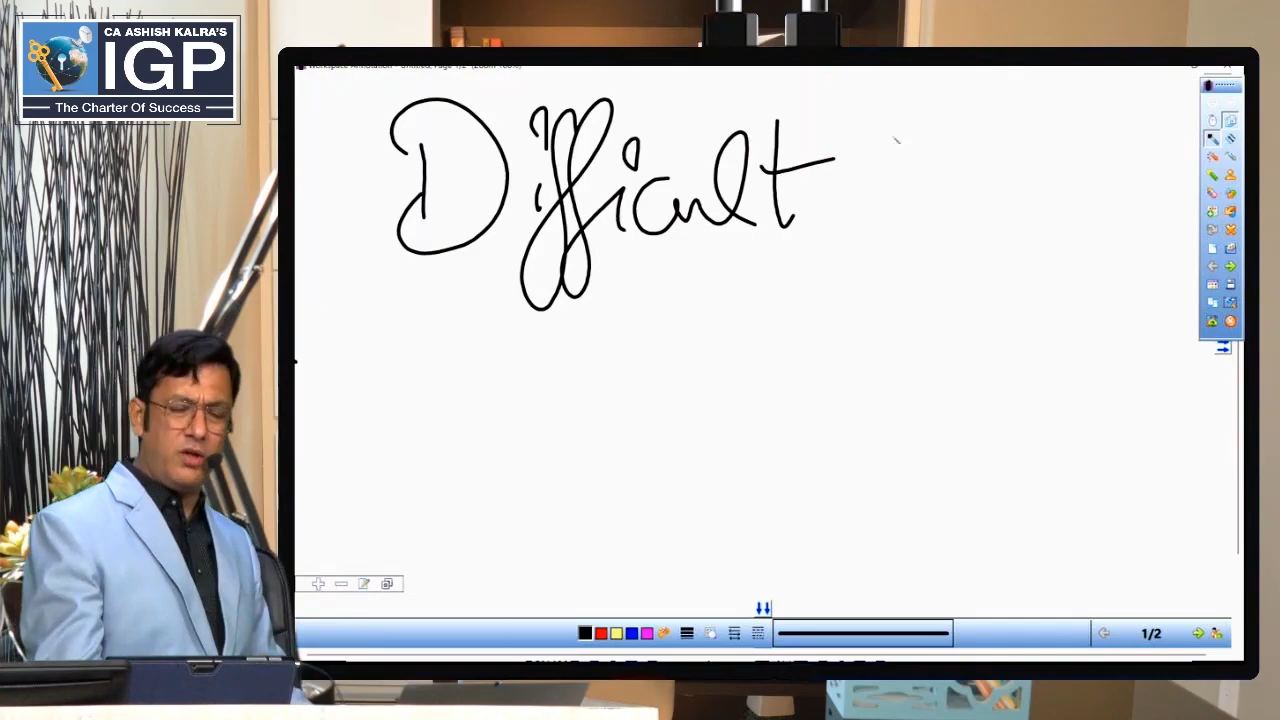 CA ASHISH KALRA'S
IGP
The Charter Of Success
Difficult
1/2